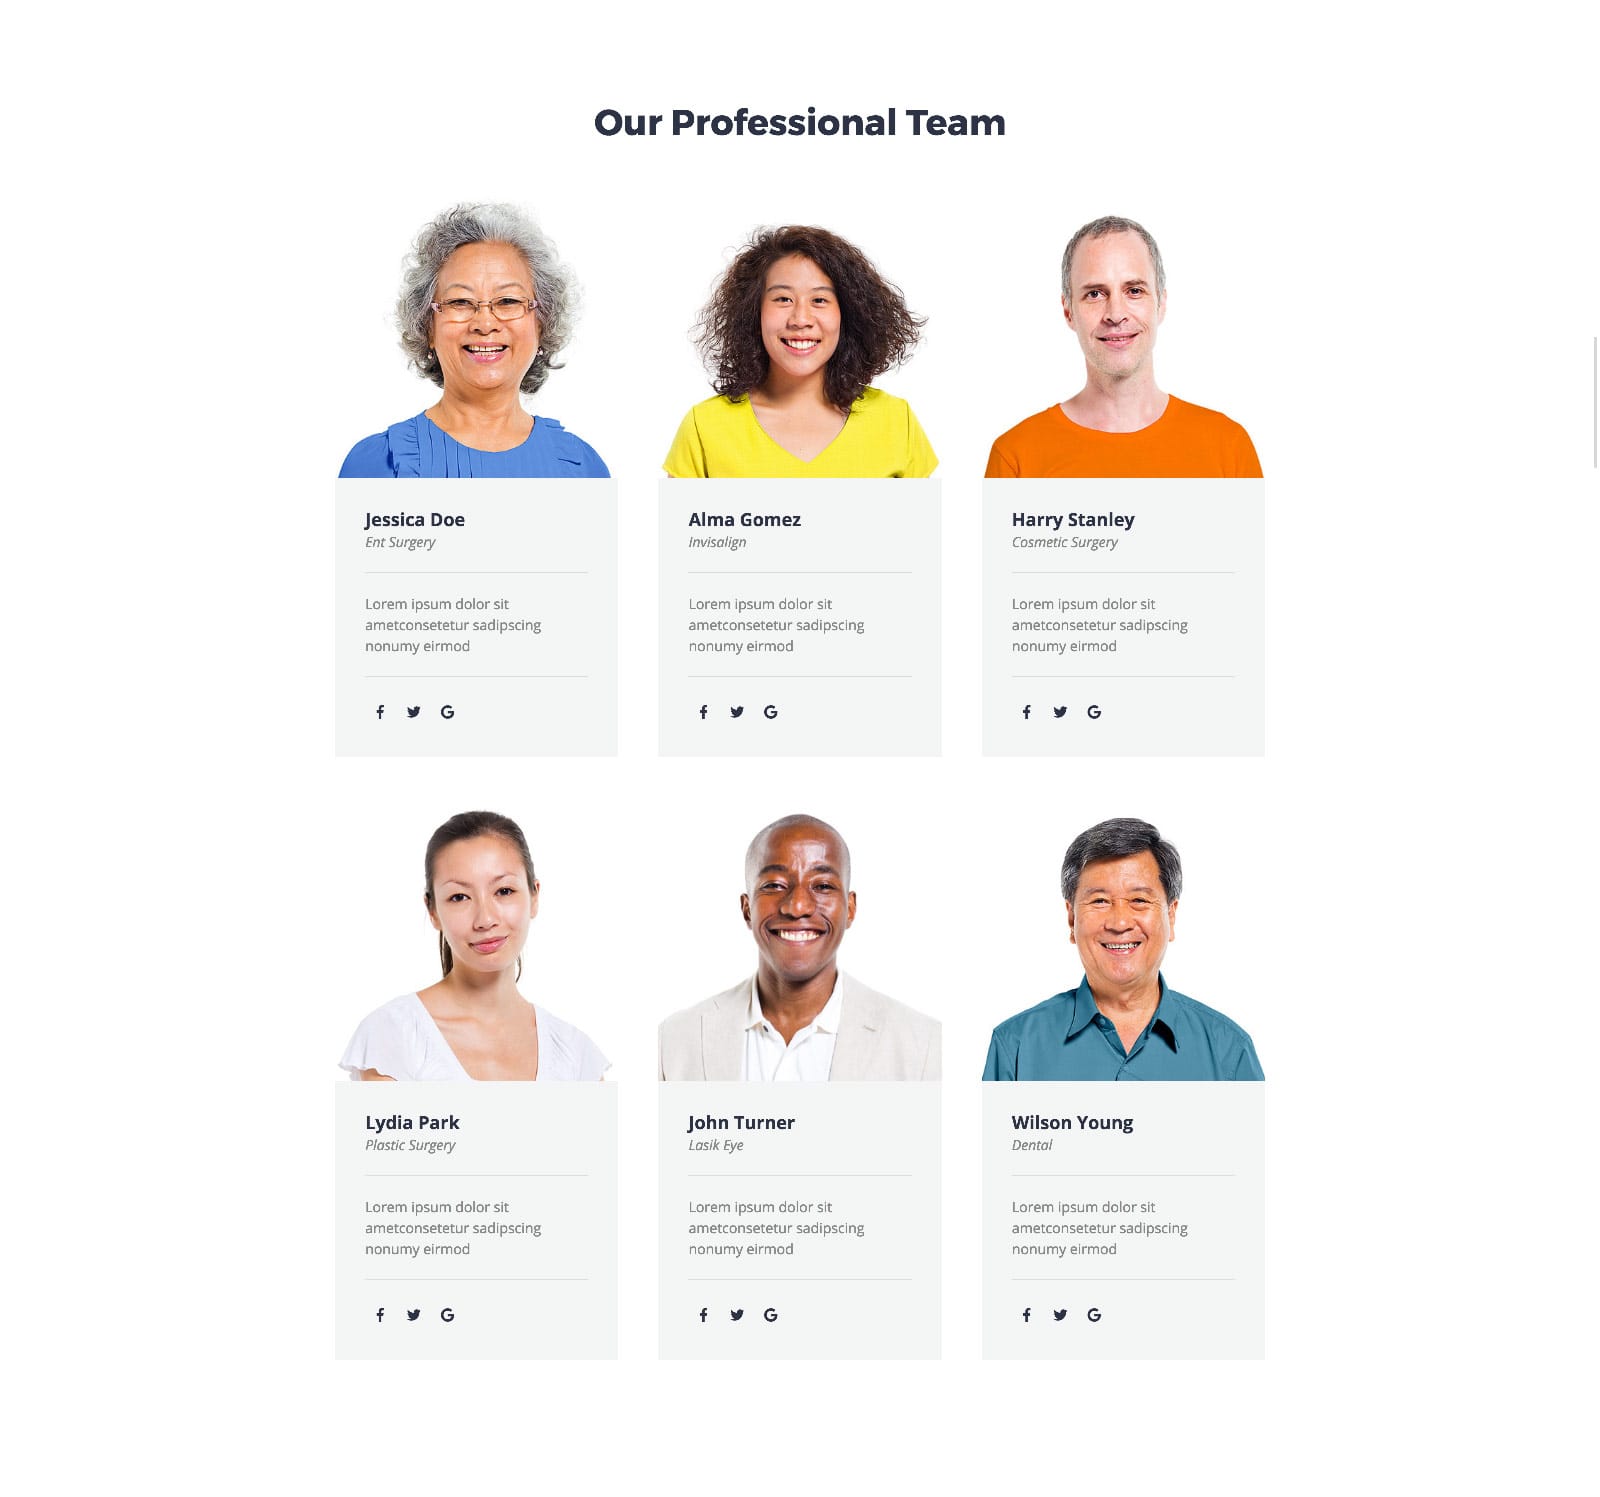 Our Professional Team
Jessica Doe
Ent Surgery
Lorem ipsum dolor sit
ametconsetetur sadipscing
nonumy eirmod
Alma Gomez
Invisalign
Lorem ipsum dolor sit
ametconsetetur sadipscing
nonumy eirmod
Harry Stanley
Cosmetic Surgery
Lorem ipsum dolor sit
ametconsetetur sadipscing
nonumy eirmod
Lydia Park
Plastic Surgery
Lorem ipsum dolor sit
ametconsetetur sadipscing
nonumy eirmod
John Turner
Lasik Eye
Lorem ipsum dolor sit
ametconsetetur sadipscing
nonumy eirmod
Wilson Young
Dental
Lorem ipsum dolor sit
ametconsetetur sadipscing
nonumy eirmod